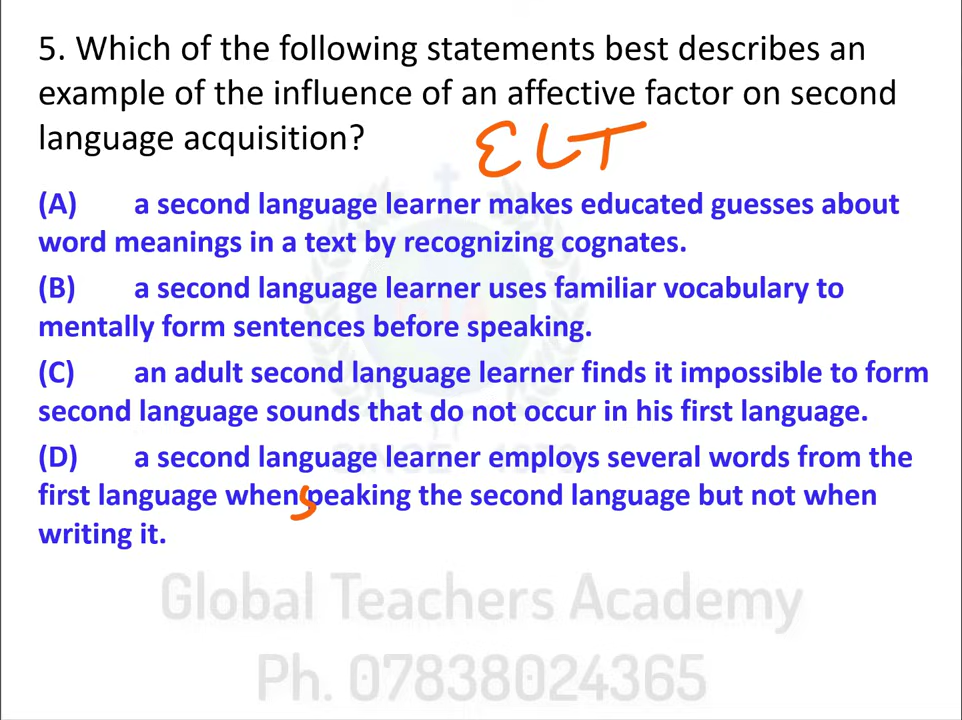 5. Which of the following statements best describes an
example of the influence of an affective factor on second
language acquisition?
ELT
(A) a second language learner makes educated guesses about
word meanings in a text by recognizing cognates.
(B) a second language learner uses familiar vocabulary to
mentally form sentences before speaking.
(C) an adult second language learner finds it impossible to form
second language sounds that do not occur in his first language.
(D) a second language learner employs several words from the
first language when speaking the second language but not when
writing it.
SINCE 1979
Global Teachers Academy
Ph. 07838024365